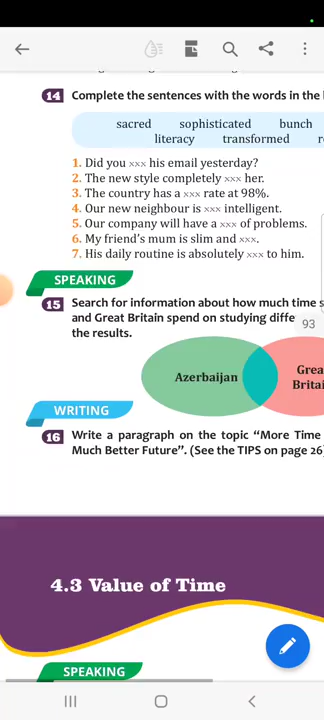 14 Complete the sentences with the words in the
sacred sophisticated bunch
literacy transformed
1. Did you xxx his email yesterday?
2. The new style completely xxx her.
3. The country has a xxx rate at 98%.
4. Our new neighbour is xxx intelligent.
5. Our company will have a xxx of problems.
6. My friend's mum is slim and xxx.
7. His daily routine is absolutely xxx to him.
SPEAKING
15 Search for information about how much time
and Great Britain spend on studying
the results.
93
Azerbaijan
WRITING
16 Write a paragraph on the topic “More Time
Much Better Future”. (See the TIPS on page 26)
4.3 Value of Time
SPEAKING